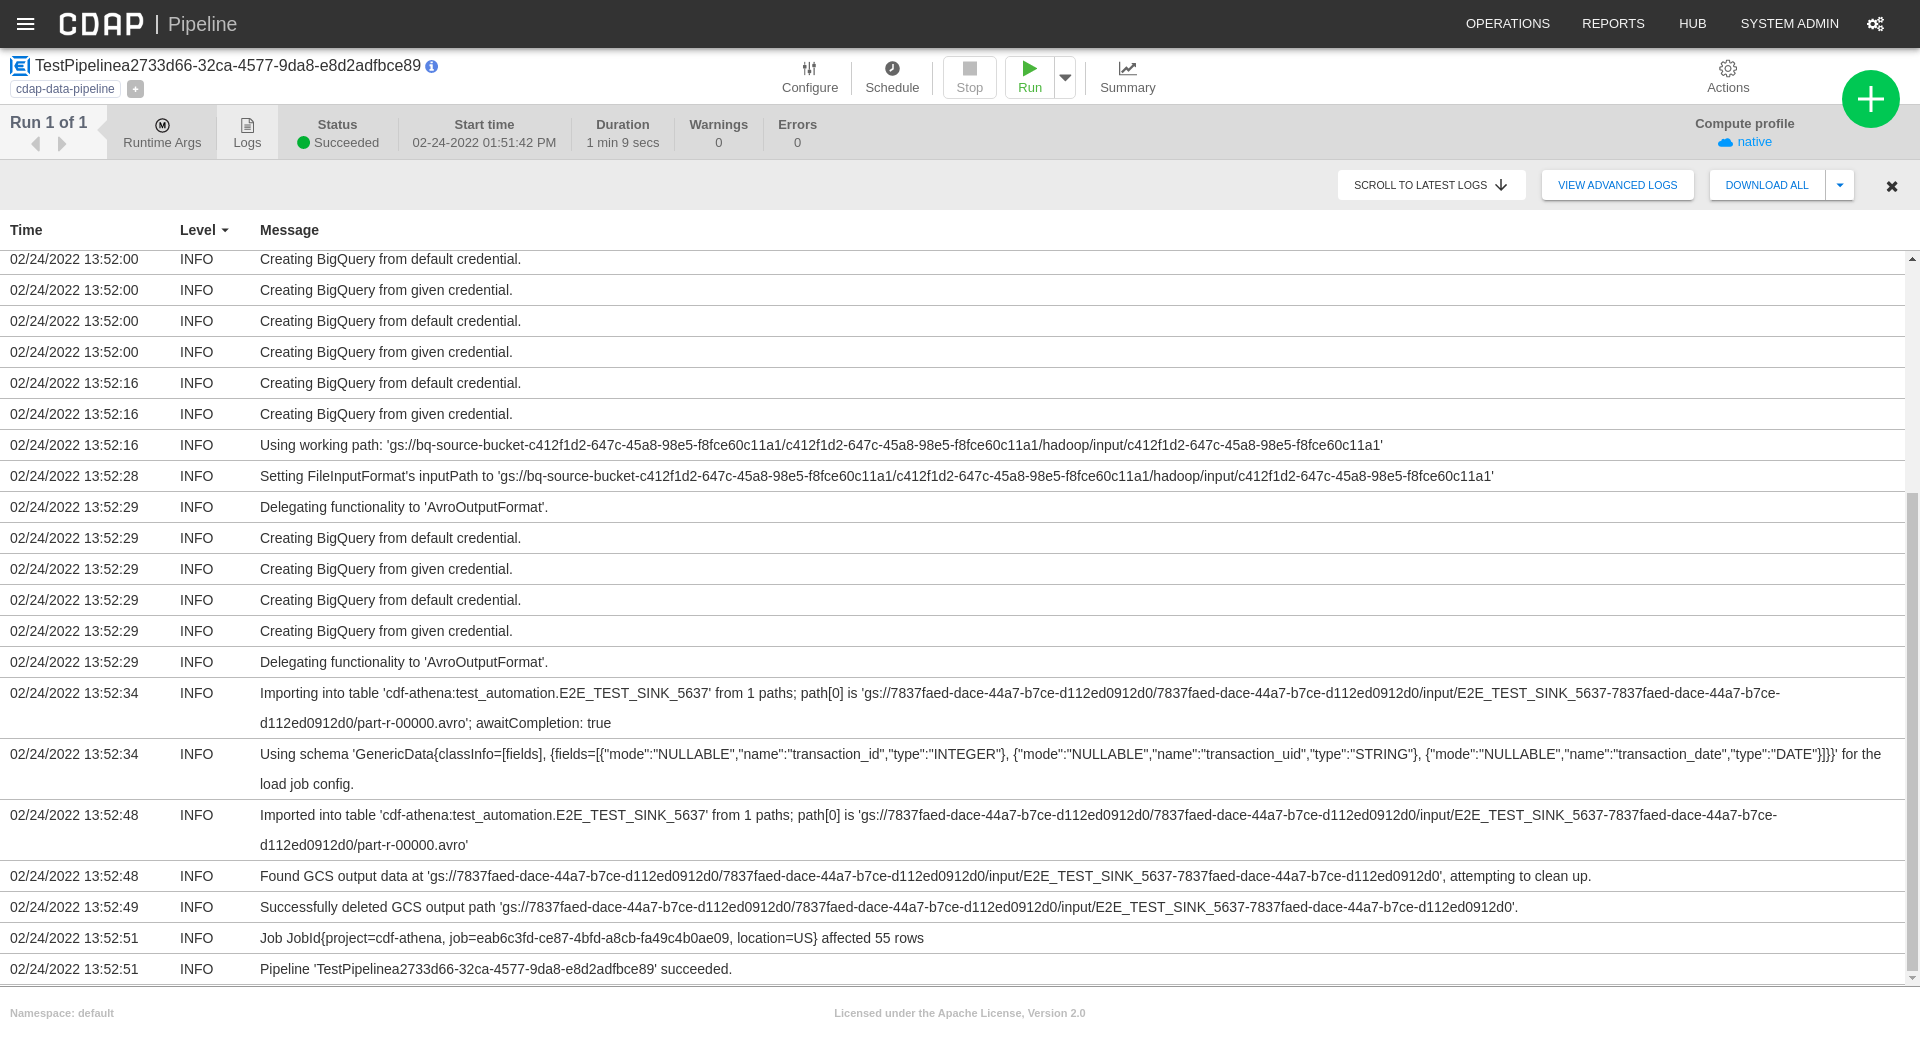 CDAP | Pipeline
OPERATIONS REPORTS HUB SYSTEM ADMIN
TestPipelinea2733d66-32ca-4577-9da8-e8d2adfbce89
cdap-data-pipeline +
Configure Schedule Stop Run Summary Actions
Run 1 of 1
Runtime Args Logs
Status Start time Duration Warnings Errors Compute profile
Succeeded 02-24-2022 01:51:42 PM 1 min 9 secs 0 0 native
SCROLL TO LATEST LOGS VIEW ADVANCED LOGS DOWNLOAD ALL
Time Level Message
02/24/2022 13:52:00 INFO Creating BigQuery from default credential.
02/24/2022 13:52:00 INFO Creating BigQuery from given credential.
02/24/2022 13:52:00 INFO Creating BigQuery from default credential.
02/24/2022 13:52:00 INFO Creating BigQuery from given credential.
02/24/2022 13:52:16 INFO Creating BigQuery from default credential.
02/24/2022 13:52:16 INFO Creating BigQuery from given credential.
02/24/2022 13:52:16 INFO Using working path: 'gs://bq-source-bucket-c412f1d2-647c-45a8-98e5-f8fce60c11a1/c412f1d2-647c-45a8-98e5-f8fce60c11a1/hadoop/input/c412f1d2-647c-45a8-98e5-f8fce60c11a1'
02/24/2022 13:52:28 INFO Setting FileInputFormat's inputPath to 'gs://bq-source-bucket-c412f1d2-647c-45a8-98e5-f8fce60c11a1/c412f1d2-647c-45a8-98e5-f8fce60c11a1/hadoop/input/c412f1d2-647c-45a8-98e5-f8fce60c11a1'
02/24/2022 13:52:29 INFO Delegating functionality to 'AvroOutputFormat'.
02/24/2022 13:52:29 INFO Creating BigQuery from default credential.
02/24/2022 13:52:29 INFO Creating BigQuery from given credential.
02/24/2022 13:52:29 INFO Creating BigQuery from default credential.
02/24/2022 13:52:29 INFO Creating BigQuery from given credential.
02/24/2022 13:52:29 INFO Delegating functionality to 'AvroOutputFormat'.
02/24/2022 13:52:34 INFO Importing into table 'cdf-athena:test_automation.E2E_TEST_SINK_5637' from 1 paths; path[0] is 'gs://7837faed-dace-44a7-b7ce-d112ed0912d0/7837faed-dace-44a7-b7ce-d112ed0912d0/input/E2E_TEST_SINK_5637-7837faed-dace-44a7-b7ce-
d112ed0912d0/part-r-00000.avro'; awaitCompletion: true
02/24/2022 13:52:34 INFO Using schema 'GenericData{classInfo=[fields], {fields=[{"mode":"NULLABLE","name":"transaction_id","type":"INTEGER"}, {"mode":"NULLABLE","name":"transaction_uid","type":"STRING"}, {"mode":"NULLABLE","name":"transaction_date","type":"DATE"}]}}' for the
load job config.
02/24/2022 13:52:48 INFO Imported into table 'cdf-athena:test_automation.E2E_TEST_SINK_5637' from 1 paths; path[0] is 'gs://7837faed-dace-44a7-b7ce-d112ed0912d0/7837faed-dace-44a7-b7ce-d112ed0912d0/input/E2E_TEST_SINK_5637-7837faed-dace-44a7-b7ce-
d112ed0912d0/part-r-00000.avro'
02/24/2022 13:52:48 INFO Found GCS output data at 'gs://7837faed-dace-44a7-b7ce-d112ed0912d0/7837faed-dace-44a7-b7ce-d112ed0912d0/input/E2E_TEST_SINK_5637-7837faed-dace-44a7-b7ce-d112ed0912d0', attempting to clean up.
02/24/2022 13:52:49 INFO Successfully deleted GCS output path 'gs://7837faed-dace-44a7-b7ce-d112ed0912d0/7837faed-dace-44a7-b7ce-d112ed0912d0/input/E2E_TEST_SINK_5637-7837faed-dace-44a7-b7ce-d112ed0912d0'.
02/24/2022 13:52:51 INFO Job JobId{project=cdf-athena, job=eab6c3fd-ce87-4bfd-a8cb-fa49c4b0ae09, location=US} affected 55 rows
02/24/2022 13:52:51 INFO Pipeline 'TestPipelinea2733d66-32ca-4577-9da8-e8d2adfbce89' succeeded.
Namespace: default Licensed under the Apache License, Version 2.0